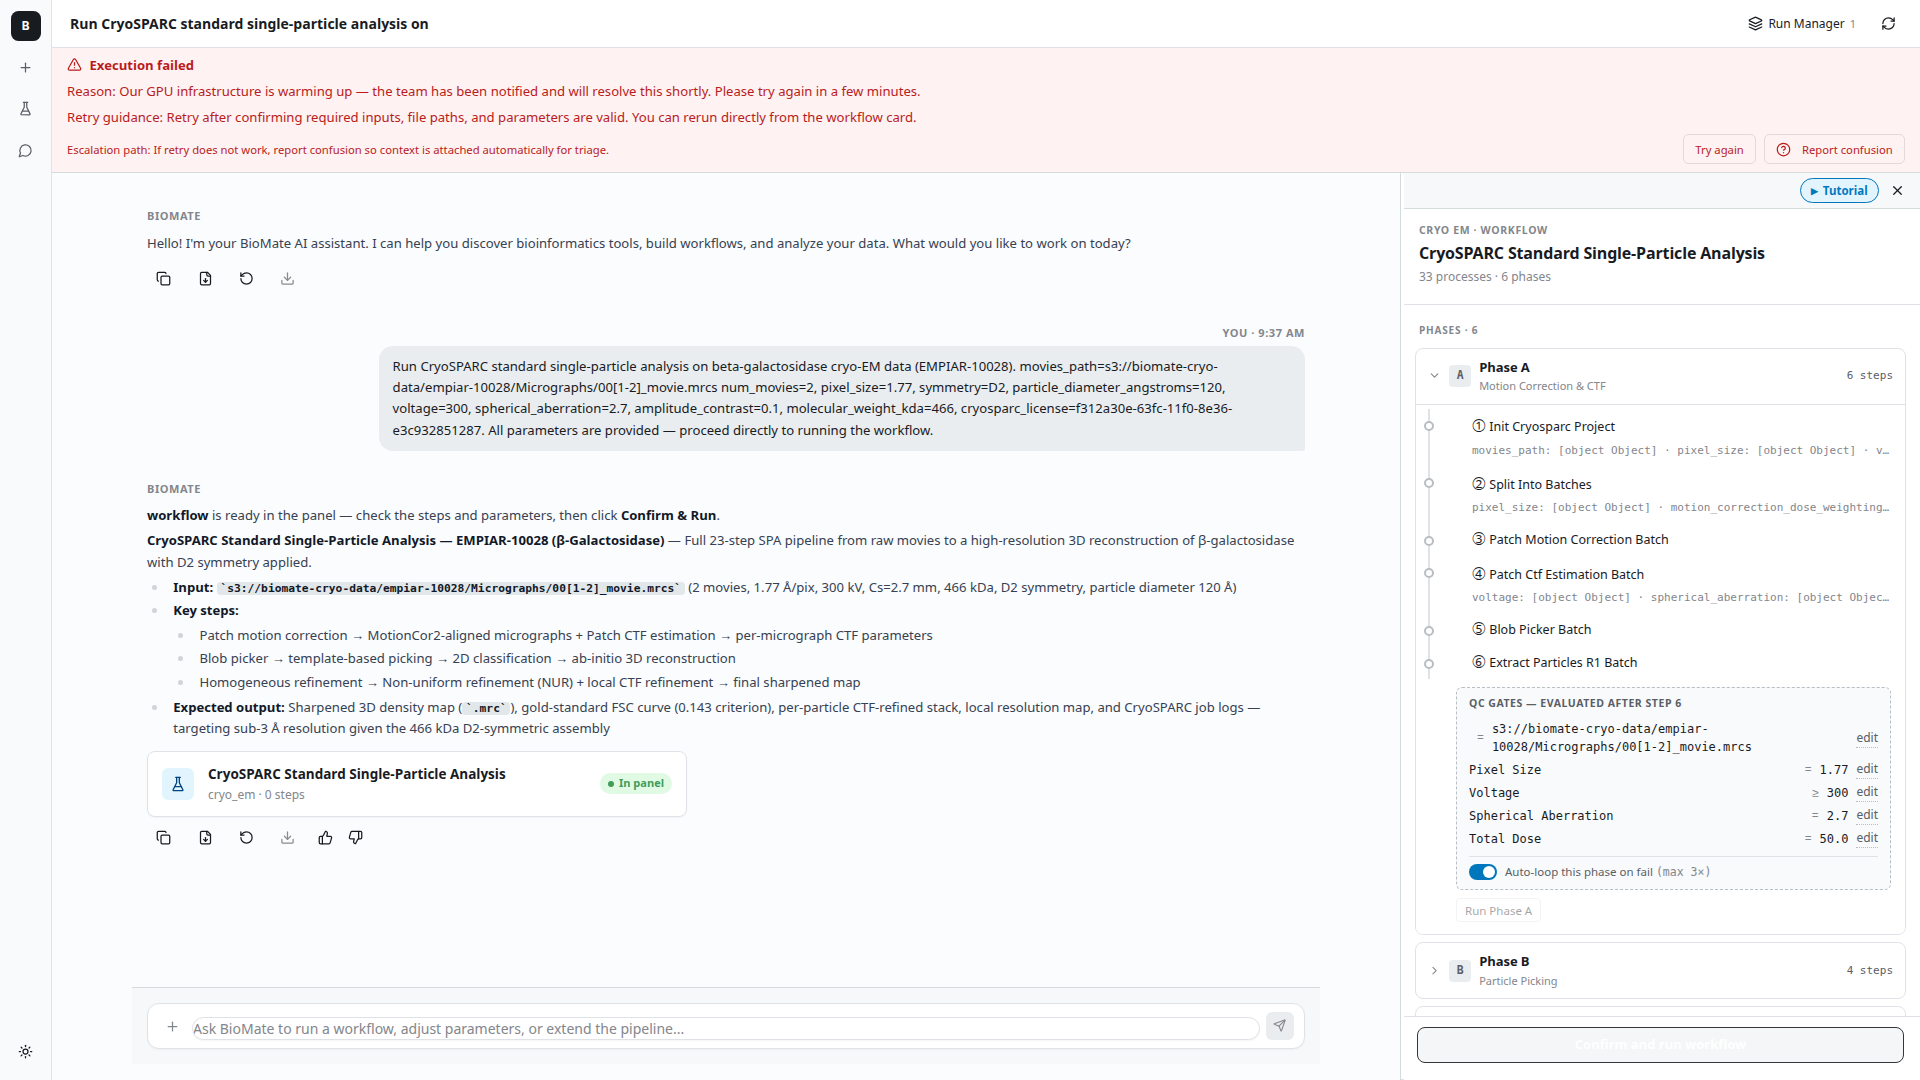 B
Run CryoSPARC standard single-particle analysis on
Run Manager 1
Execution failed
Reason: Our GPU infrastructure is warming up — the team has been notified and will resolve this shortly. Please try again in a few minutes.
Retry guidance: Retry after confirming required inputs, file paths, and parameters are valid. You can rerun directly from the workflow card.
Escalation path: If retry does not work, report confusion so context is attached automatically for triage.
Try again
Report confusion
BIOMATE
Hello! I'm your BioMate AI assistant. I can help you discover bioinformatics tools, build workflows, and analyze your data. What would you like to work on today?
YOU · 9:37 AM
Run CryoSPARC standard single-particle analysis on beta-galactosidase cryo-EM data (EMPIAR-10028). movies_path=s3://biomate-cryo-
data/empiar-10028/Micrographs/00[1-2]_movie.mrcs num_movies=2, pixel_size=1.77, symmetry=D2, particle_diameter_angstroms=120,
voltage=300, spherical_aberration=2.7, amplitude_contrast=0.1, molecular_weight_kda=466, cryosparc_license=f312a30e-63fc-11f0-8e36-
e3c932851287. All parameters are provided — proceed directly to running the workflow.
BIOMATE
workflow is ready in the panel — check the steps and parameters, then click Confirm & Run.
CryoSPARC Standard Single-Particle Analysis — EMPIAR-10028 (β-Galactosidase) — Full 23-step SPA pipeline from raw movies to a high-resolution 3D reconstruction of β-galactosidase
with D2 symmetry applied.
Input: `s3://biomate-cryo-data/empiar-10028/Micrographs/00[1-2]_movie.mrcs` (2 movies, 1.77 Å/pix, 300 kV, Cs=2.7 mm, 466 kDa, D2 symmetry, particle diameter 120 Å)
Key steps:
Patch motion correction → MotionCor2-aligned micrographs + Patch CTF estimation → per-micrograph CTF parameters
Blob picker → template-based picking → 2D classification → ab-initio 3D reconstruction
Homogeneous refinement → Non-uniform refinement (NUR) + local CTF refinement → final sharpened map
Expected output: Sharpened 3D density map (`.mrc`), gold-standard FSC curve (0.143 criterion), per-particle CTF-refined stack, local resolution map, and CryoSPARC job logs —
targeting sub-3 Å resolution given the 466 kDa D2-symmetric assembly
CryoSPARC Standard Single-Particle Analysis
cryo_em · 0 steps
In panel
Ask BioMate to run a workflow, adjust parameters, or extend the pipeline...
▶ Tutorial
CRYO EM · WORKFLOW
CryoSPARC Standard Single-Particle Analysis
33 processes · 6 phases
PHASES · 6
A
Phase A
Motion Correction & CTF
6 steps
① Init Cryosparc Project
movies_path: [object Object] · pixel_size: [object Object] · v…
② Split Into Batches
pixel_size: [object Object] · motion_correction_dose_weighting…
③ Patch Motion Correction Batch
④ Patch Ctf Estimation Batch
voltage: [object Object] · spherical_aberration: [object Objec…
⑤ Blob Picker Batch
⑥ Extract Particles R1 Batch
QC GATES — EVALUATED AFTER STEP 6
= s3://biomate-cryo-data/empiar-
10028/Micrographs/00[1-2]_movie.mrcs
edit
Pixel Size = 1.77 edit
Voltage ≥ 300 edit
Spherical Aberration = 2.7 edit
Total Dose = 50.0 edit
Auto-loop this phase on fail (max 3×)
Run Phase A
B
Phase B
Particle Picking
4 steps
Confirm and run workflow